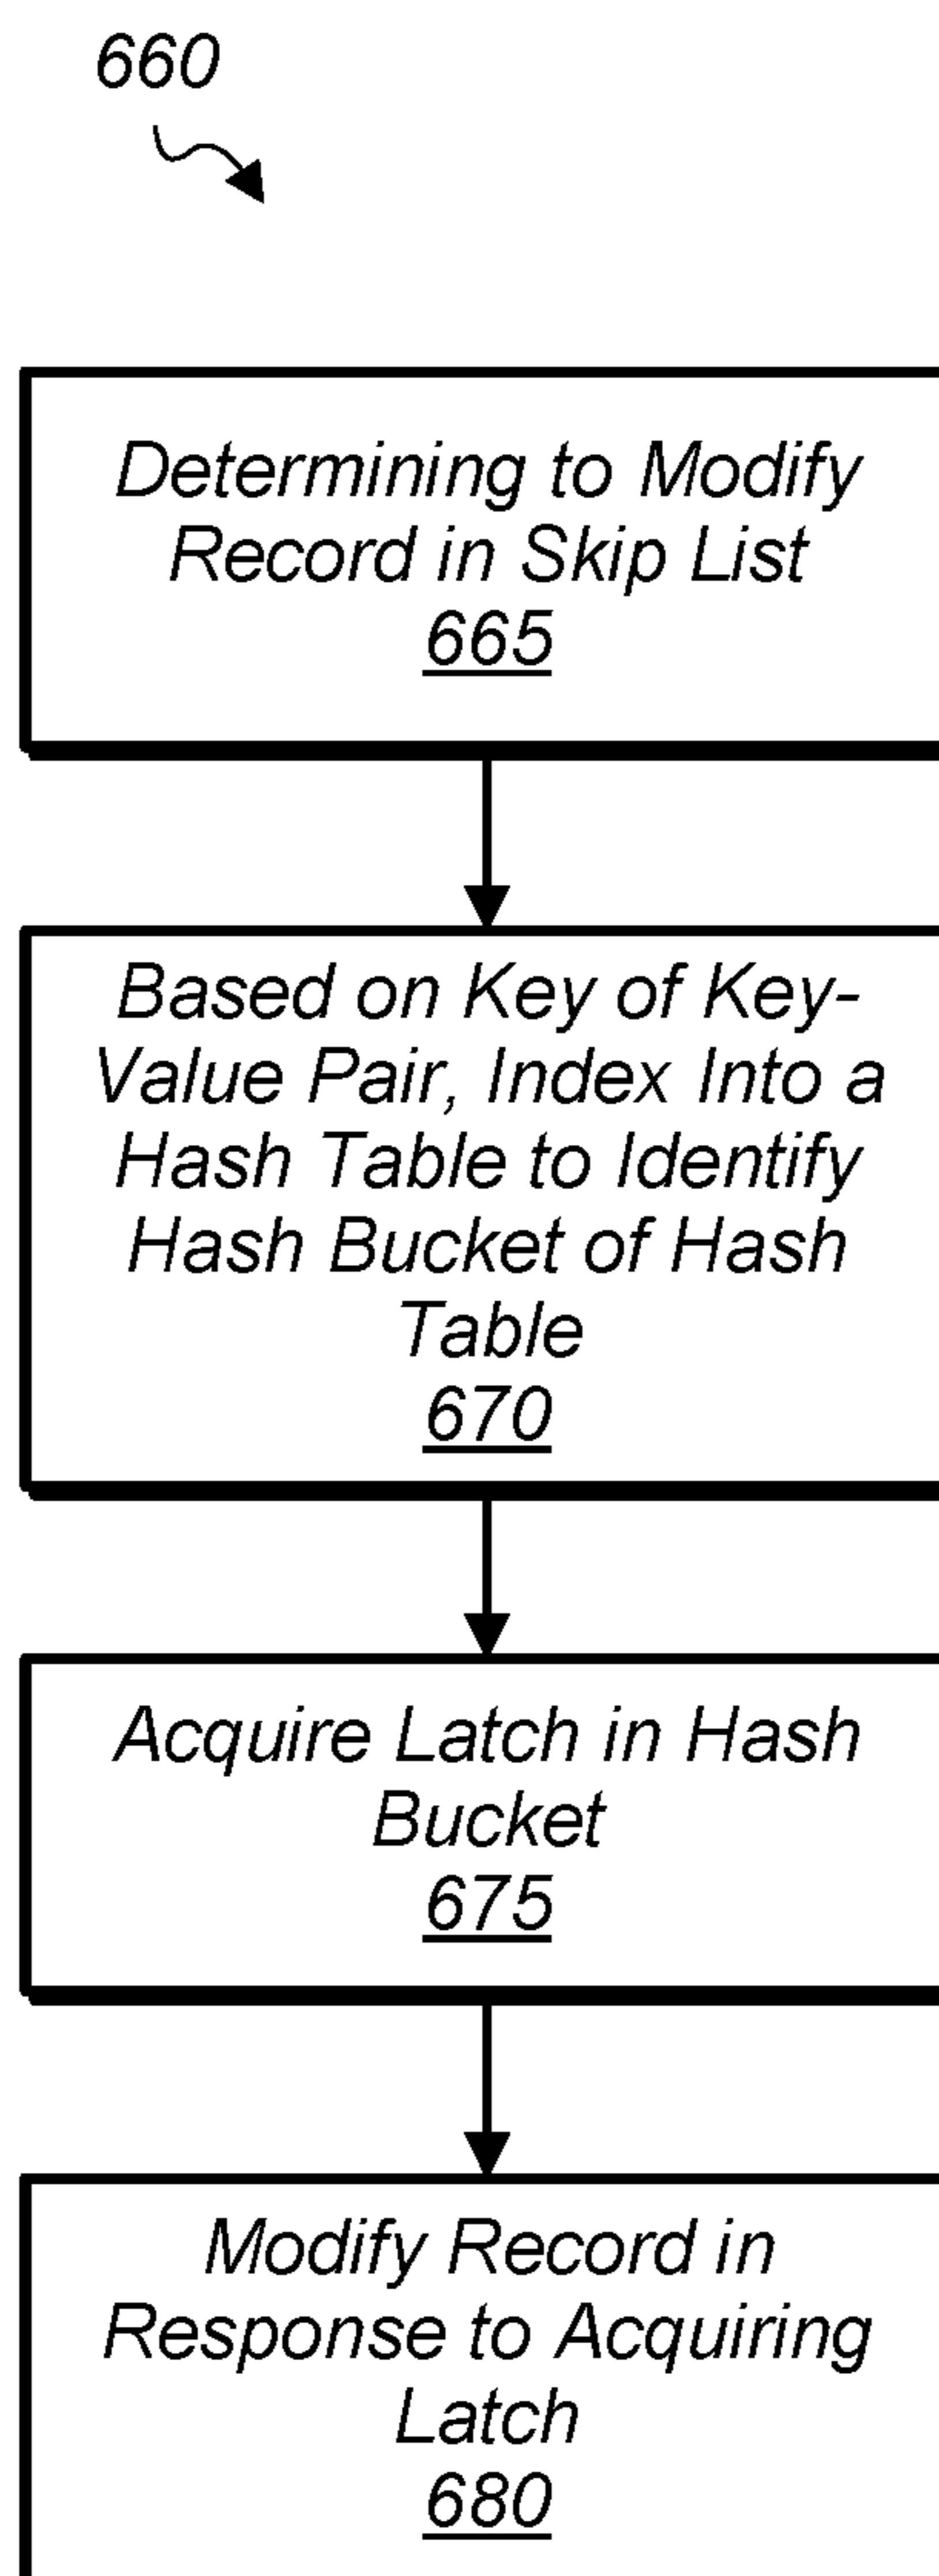 660
Determining to Modify
Record in Skip List
665
Based on Key of Key-
Value Pair, Index Into a
Hash Table to Identify
Hash Bucket of Hash
Table
670
Acquire Latch in Hash
Bucket
675
Modify Record in
Response to Acquiring
Latch
680